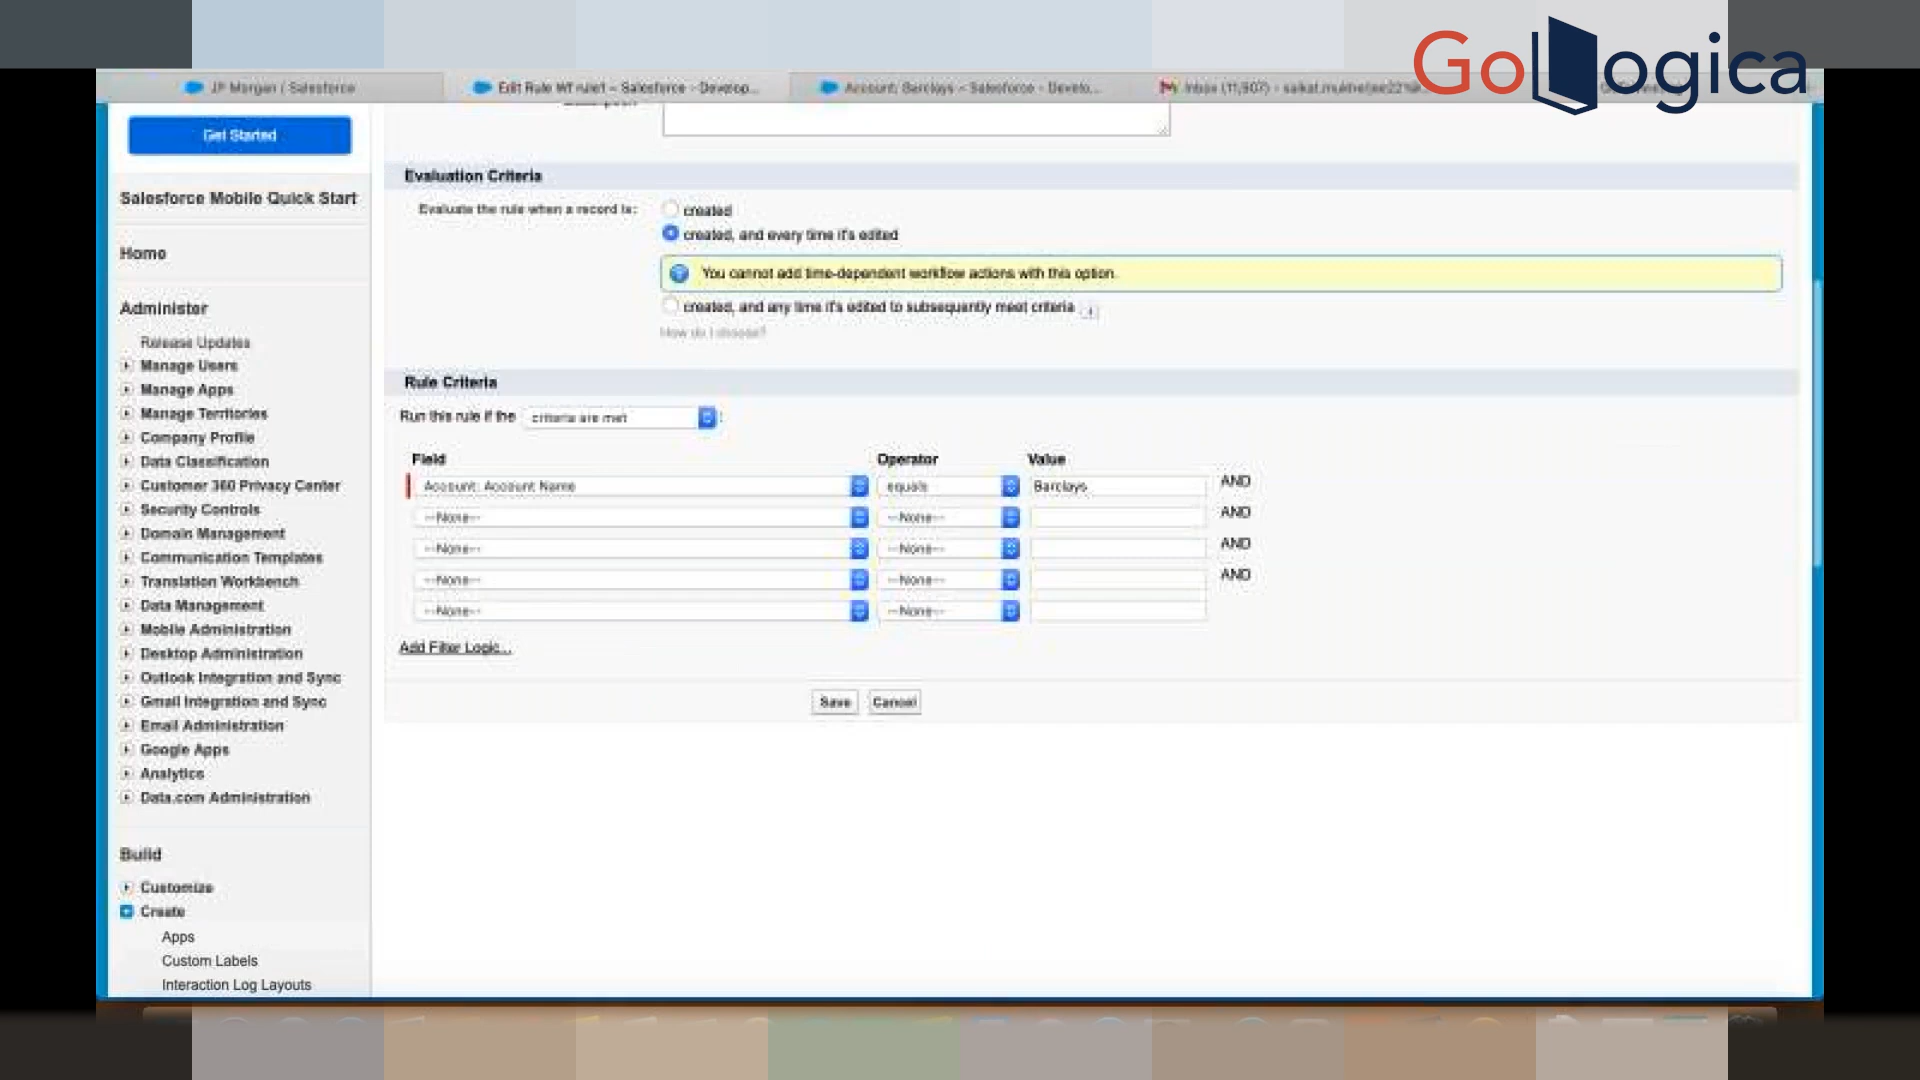 GoLogica
JP Morgan | Salesforce
Edit Rule WF rule1 ~ Salesforce - Develop...
Account: Barclays ~ Salesforce - Develo...
Inbox (11,907) -
Get Started
Salesforce Mobile Quick Start
Home
Administer
Release Updates
Manage Users
Manage Apps
Manage Territories
Company Profile
Data Classification
Customer 360 Privacy Center
Security Controls
Domain Management
Communication Templates
Translation Workbench
Data Management
Mobile Administration
Desktop Administration
Outlook Integration and Sync
Gmail Integration and Sync
Email Administration
Google Apps
Analytics
Data.com Administration
Build
Customize
Create
Apps
Custom Labels
Interaction Log Layouts
Evaluation Criteria
Evaluate the rule when a record is:
created
created, and every time it's edited
You cannot add time-dependent workflow actions with this option.
created, and any time it's edited to subsequently meet criteria
How do I choose?
Rule Criteria
Run this rule if the criteria are met :
Field Operator Value
Account: Account Name equals Barclays AND
--None-- --None-- AND
--None-- --None-- AND
--None-- --None-- AND
--None-- --None--
Add Filter Logic...
Save Cancel